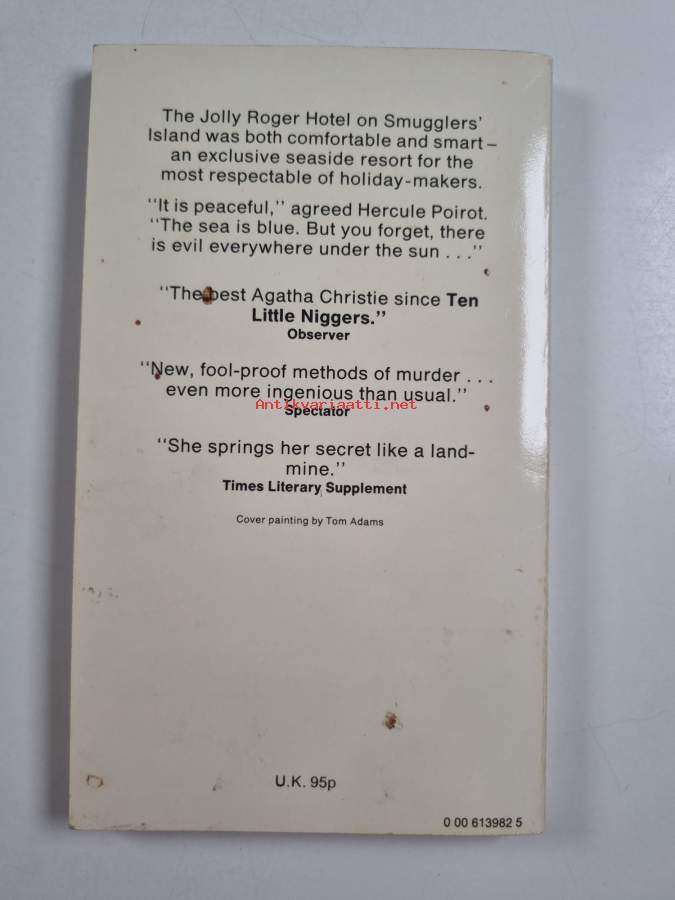 The Jolly Roger Hotel on Smugglers'
Island was both comfortable and smart –
an exclusive seaside resort for the
most respectable of holiday-makers.
"It is peaceful," agreed Hercule Poirot.
"The sea is blue. But you forget, there
is evil everywhere under the sun . . ."
"The best Agatha Christie since Ten
Little Niggers."
Observer
"New, fool-proof methods of murder . . .
even more ingenious than usual."
Antikvariaatti.net
Spectator
"She springs her secret like a land-
mine."
Times Literary Supplement
Cover painting by Tom Adams
U.K. 95p
0 00 613982 5